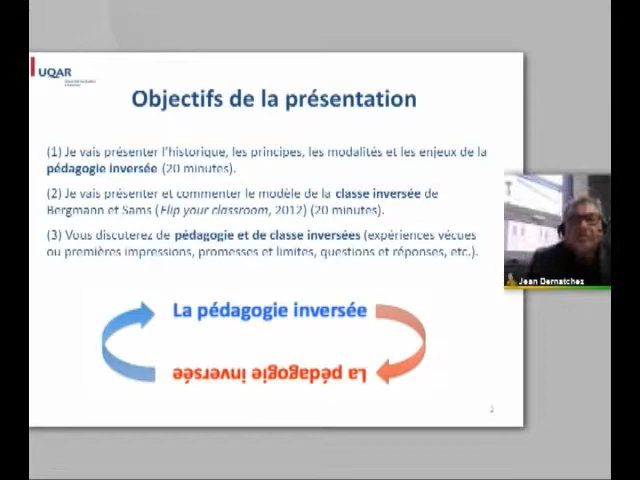 UQAR
Objectifs de la présentation
(1) Je vais présenter l'historique, les principes, les modalités et les enjeux de la
pédagogie inversée (20 minutes).
(2) Je vais présenter et commenter le modèle de la classe inversée de
Bergmann et Sams (Flip your classroom, 2012) (20 minutes).
(3) Vous discuterez de pédagogie et de classe inversées (expériences vécues
ou premières impressions, promesses et limites, questions et réponses, etc.).
La pédagogie inversée
La pédagogie inversée
2
Jean Bernatchez